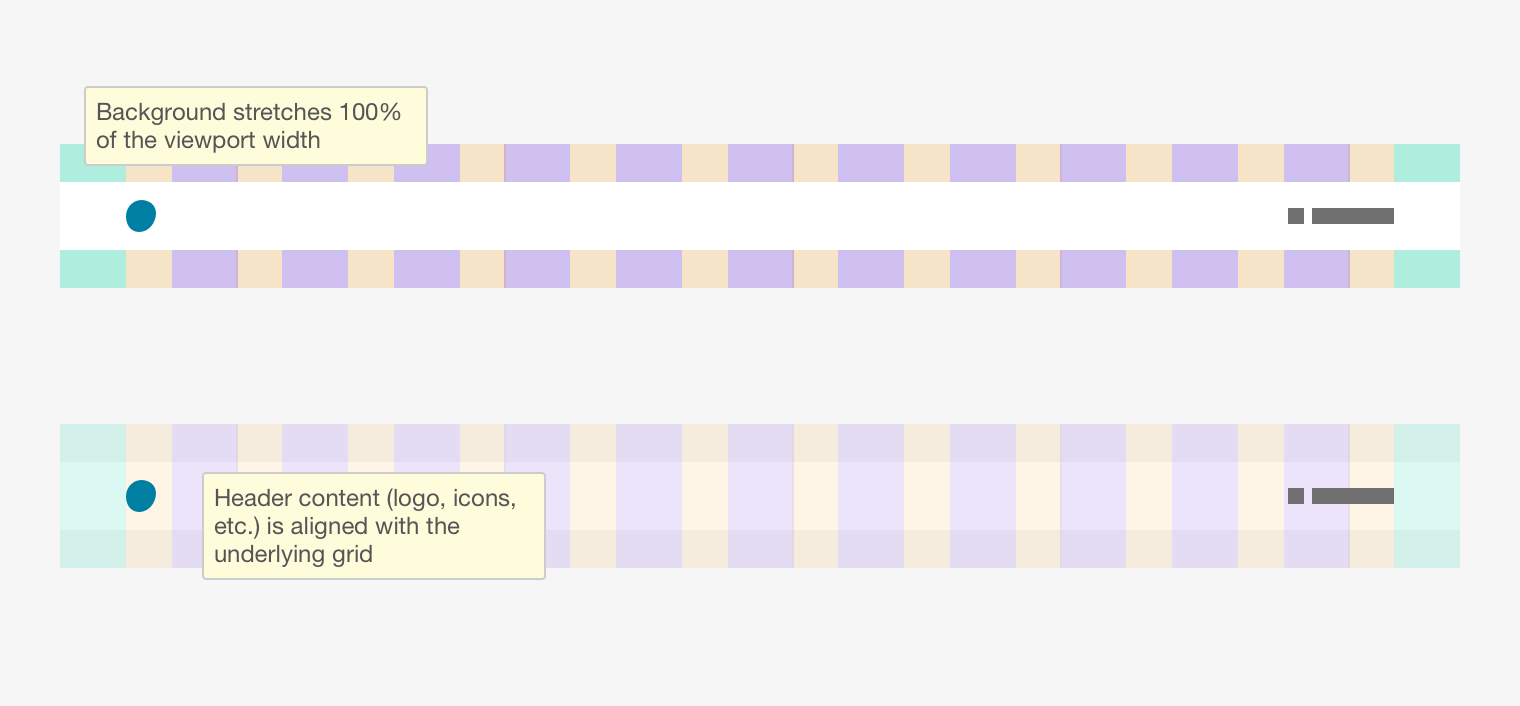 Background stretches 100%
of the viewport width
Header content (logo, icons,
etc.) is aligned with the
underlying grid